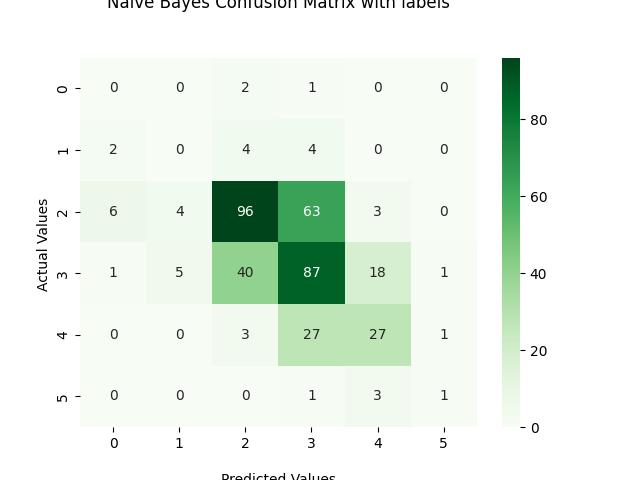 Naive Bayes Confusion Matrix with labels
0 0 0 2 1 0 0
1 2 0 4 4 0 0
2 6 4 96 63 3 0
3 1 5 40 87 18 1
4 0 0 3 27 27 1
5 0 0 0 1 3 1
0 1 2 3 4 5
Actual Values
Predicted Values
80
60
40
20
0